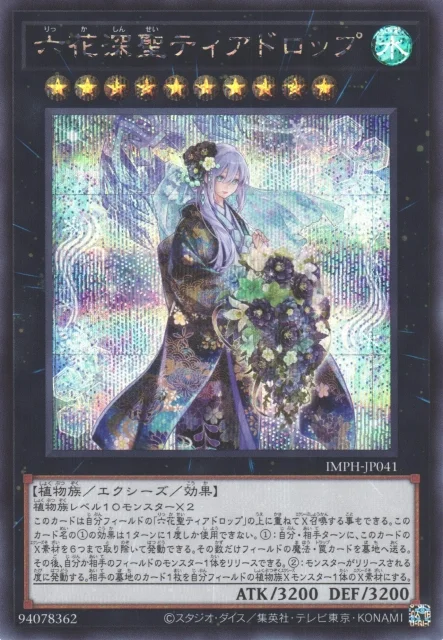 六花深聖ティアドロップ
水
IMPH-JP041
【植物族／エクシーズ／効果】
植物族レベル１０モンスター×２
このカードは自分フィールドの「六花聖ティアドロップ」の上に重ねてX召喚する事もできる。このカード名の①の効果は１ターンに１度しか使用できない。①：自分・相手ターンに、このカードの
X素材を６つまで取り除いて発動できる。その数だけフィールドの魔法・罠カードを墓地へ送る。
その後、自分か相手のフィールドのモンスター１体をリリースできる。②：モンスターがリリースされる
度に発動する。相手の墓地のカード１枚を自分フィールドの植物族Xモンスター１体のX素材にする。
ATK/3200 DEF/3200
94078362
©スタジオ・ダイス/集英社・テレビ東京・KONAMI